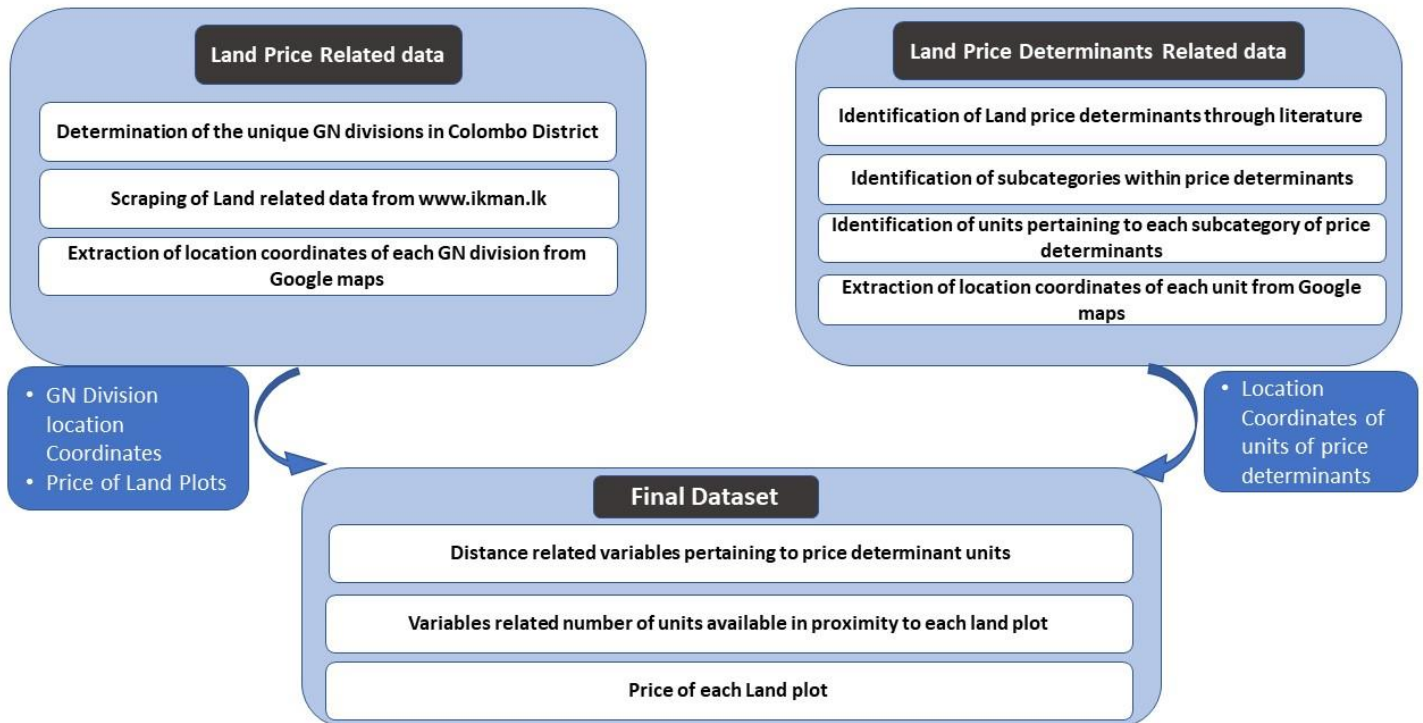 Land Price Related data
Determination of the unique GN divisions in Colombo District
Scraping of Land related data from www.ikman.lk
Extraction of location coordinates of each GN division from
Google maps
Land Price Determinants Related data
Identification of Land price determinants through literature
Identification of subcategories within price determinants
Identification of units pertaining to each subcategory of price
determinants
Extraction of location coordinates of each unit from Google
maps
• GN Division
location
Coordinates
• Price of Land Plots
• Location
Coordinates of
units of price
determinants
Final Dataset
Distance related variables pertaining to price determinant units
Variables related number of units available in proximity to each land plot
Price of each Land plot